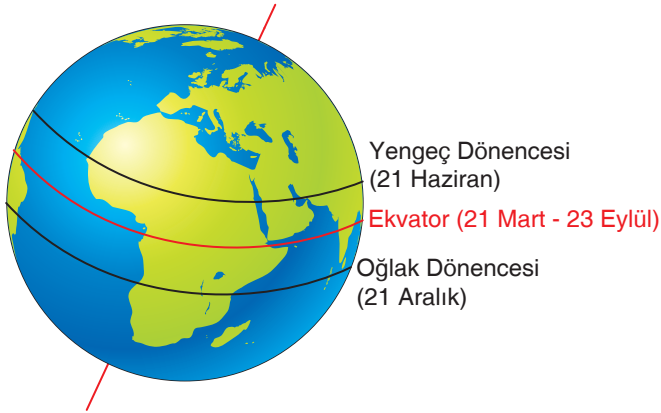 Yengeç Dönencesi
(21 Haziran)
Ekvator (21 Mart - 23 Eylül)
Oğlak Dönencesi
(21 Aralık)